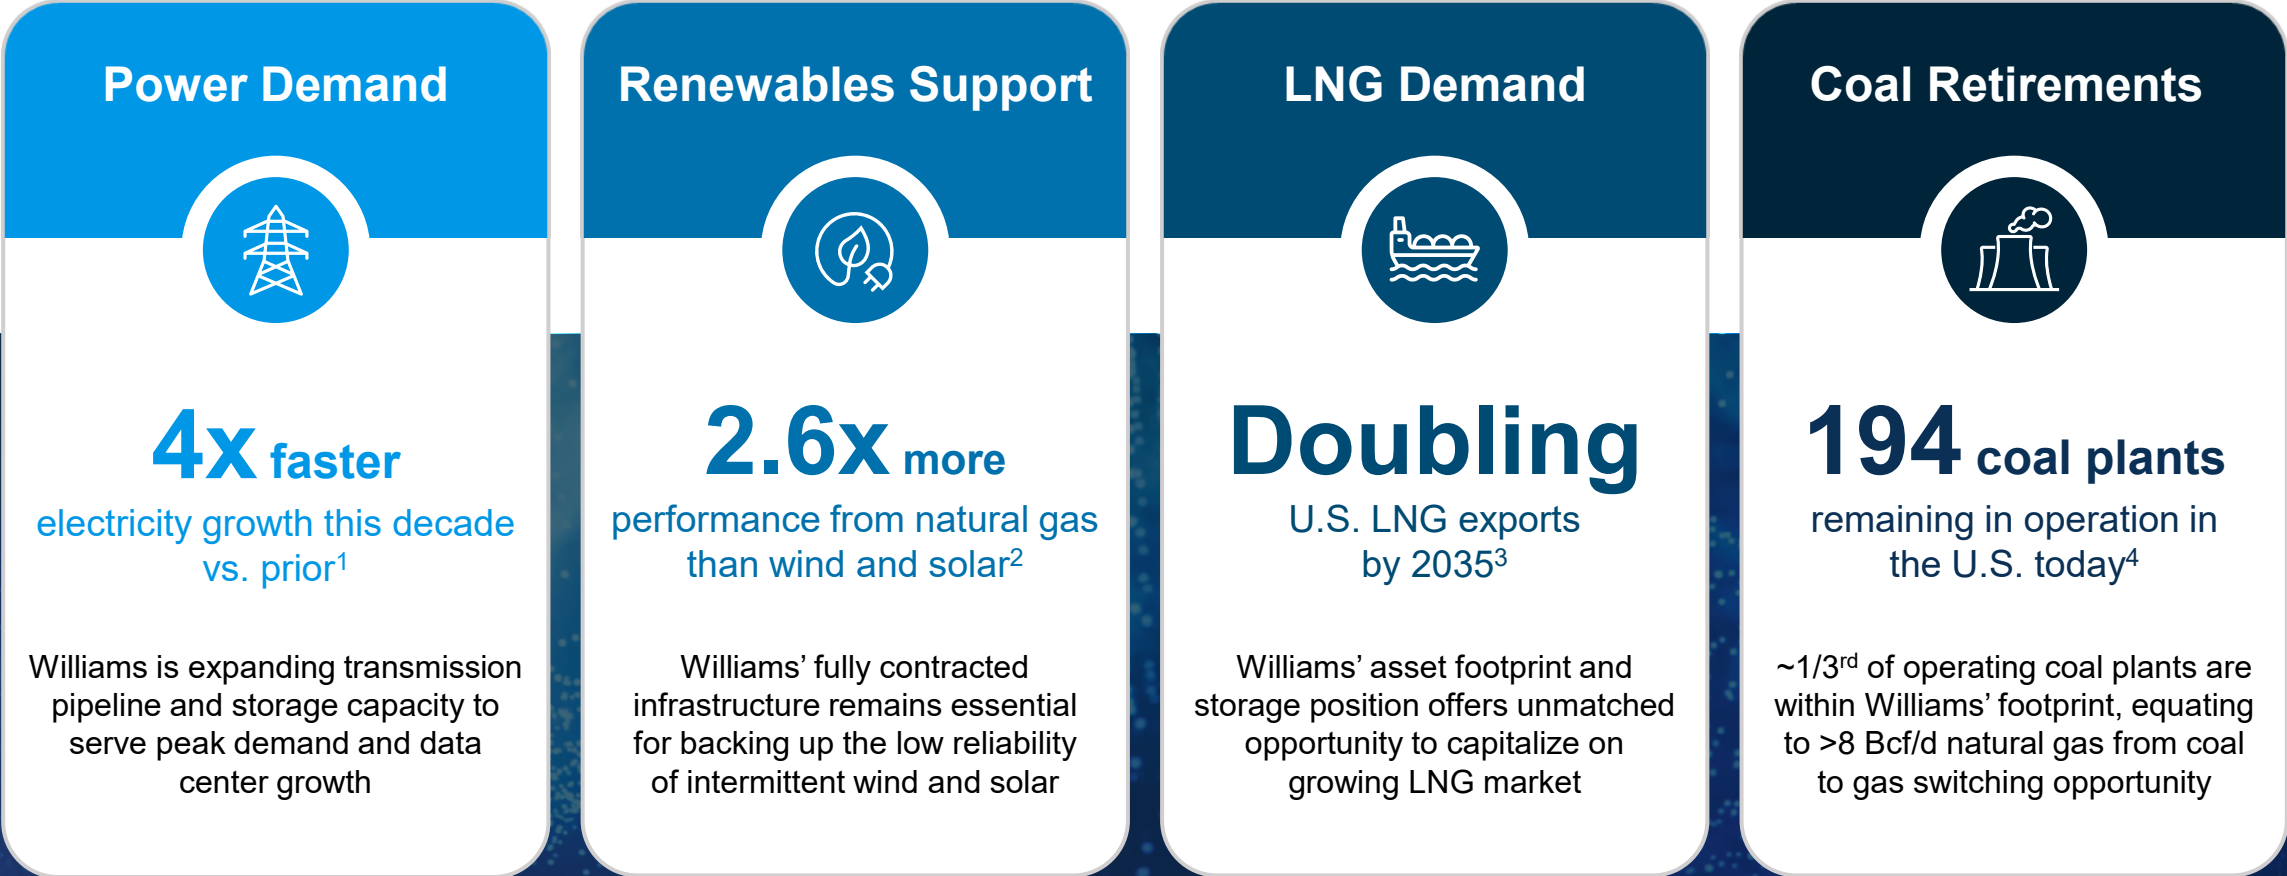 Power Demand
4x faster
electricity growth this decade
vs. prior¹
Williams is expanding transmission
pipeline and storage capacity to
serve peak demand and data
center growth
Renewables Support
2.6x more
performance from natural gas
than wind and solar²
Williams’ fully contracted
infrastructure remains essential
for backing up the low reliability
of intermittent wind and solar
LNG Demand
Doubling
U.S. LNG exports
by 2035³
Williams’ asset footprint and
storage position offers unmatched
opportunity to capitalize on
growing LNG market
Coal Retirements
194 coal plants
remaining in operation in
the U.S. today⁴
~1/3rd of operating coal plants are
within Williams’ footprint, equating
to >8 Bcf/d natural gas from coal
to gas switching opportunity